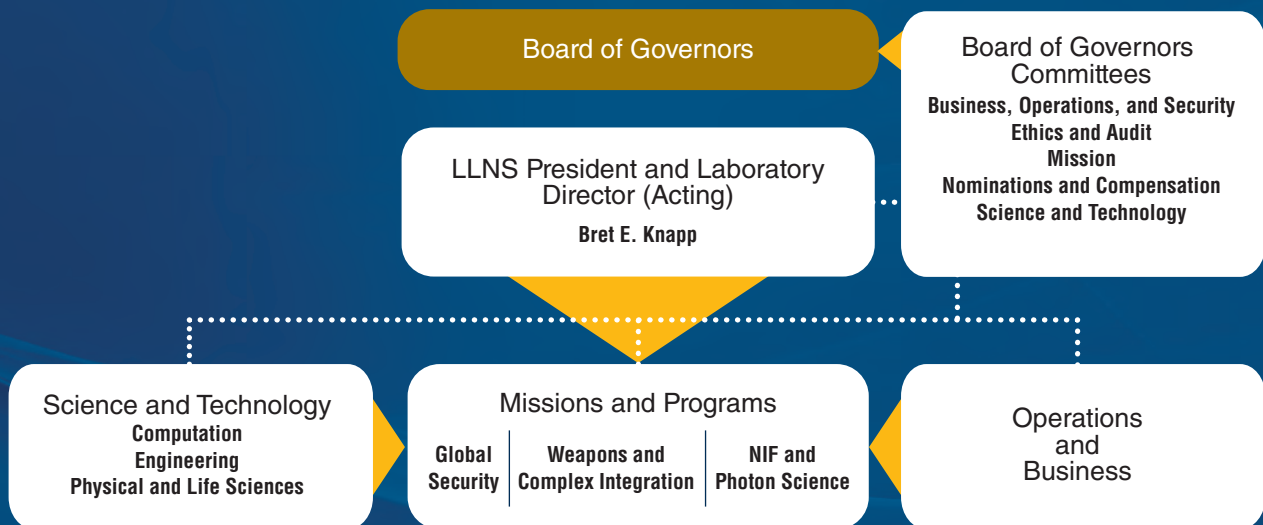 Board of Governors
Board of Governors
Committees
Business, Operations, and Security
Ethics and Audit
Mission
Nominations and Compensation
Science and Technology
LLNS President and Laboratory
Director (Acting)
Bret E. Knapp
Science and Technology
Computation
Engineering
Physical and Life Sciences
Missions and Programs
Global
Security
Weapons and
Complex Integration
NIF and
Photon Science
Operations
and
Business